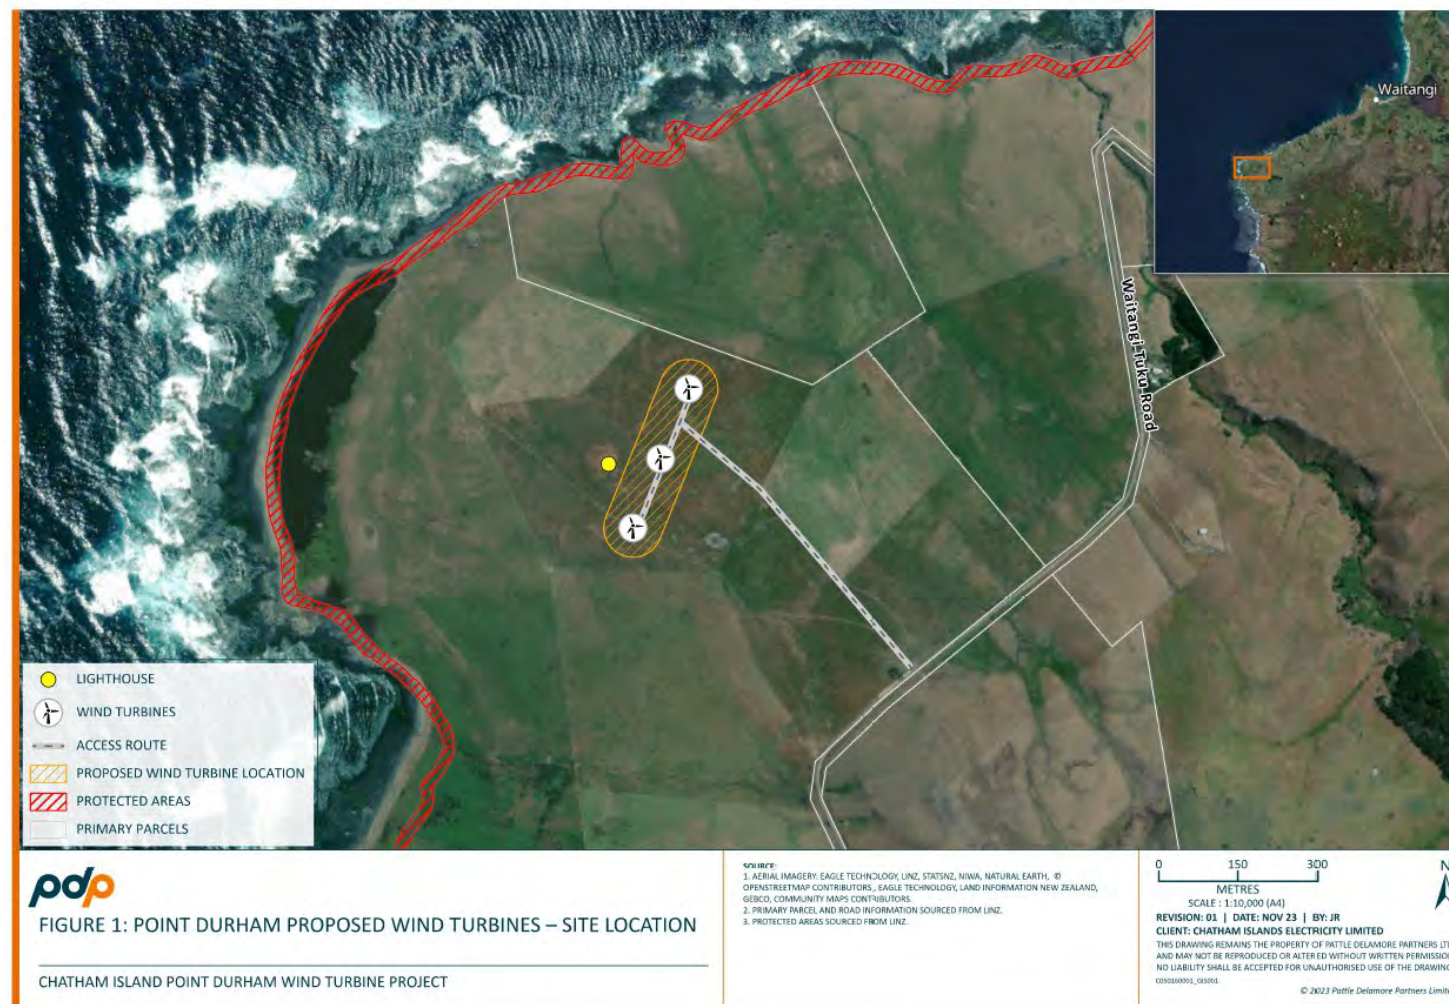 Waitangi
Waitangi-Tuku Road
LIGHTHOUSE
WIND TURBINES
ACCESS ROUTE
PROPOSED WIND TURBINE LOCATION
PROTECTED AREAS
PRIMARY PARCELS
pdp
FIGURE 1: POINT DURHAM PROPOSED WIND TURBINES – SITE LOCATION
CHATHAM ISLAND POINT DURHAM WIND TURBINE PROJECT
SOURCE:
1. AERIAL IMAGERY: EAGLE TECHNOLOGY, LINZ, STATSNZ, NIWA, NATURAL EARTH, ©
OPENSTREETMAP CONTRIBUTORS., EAGLE TECHNOLOGY, LAND INFORMATION NEW ZEALAND,
GEBCO, COMMUNITY MAPS CONTRIBUTORS.
2. PRIMARY PARCEL AND ROAD INFORMATION SOURCED FROM LINZ.
3. PROTECTED AREAS SOURCED FROM LINZ.
0 150 300
METRES
SCALE : 1:10,000 (A4)
N
REVISION: 01 | DATE: NOV 23 | BY: JR
CLIENT: CHATHAM ISLANDS ELECTRICITY LIMITED
THIS DRAWING REMAINS THE PROPERTY OF PATTLE DELAMORE PARTNERS LT
AND MAY NOT BE REPRODUCED OR ALTERED WITHOUT WRITTEN PERMISSIO
NO LIABILITY SHALL BE ACCEPTED FOR UNAUTHORISED USE OF THE DRAWIN
© 2023 Pattle Delamore Partners Limite